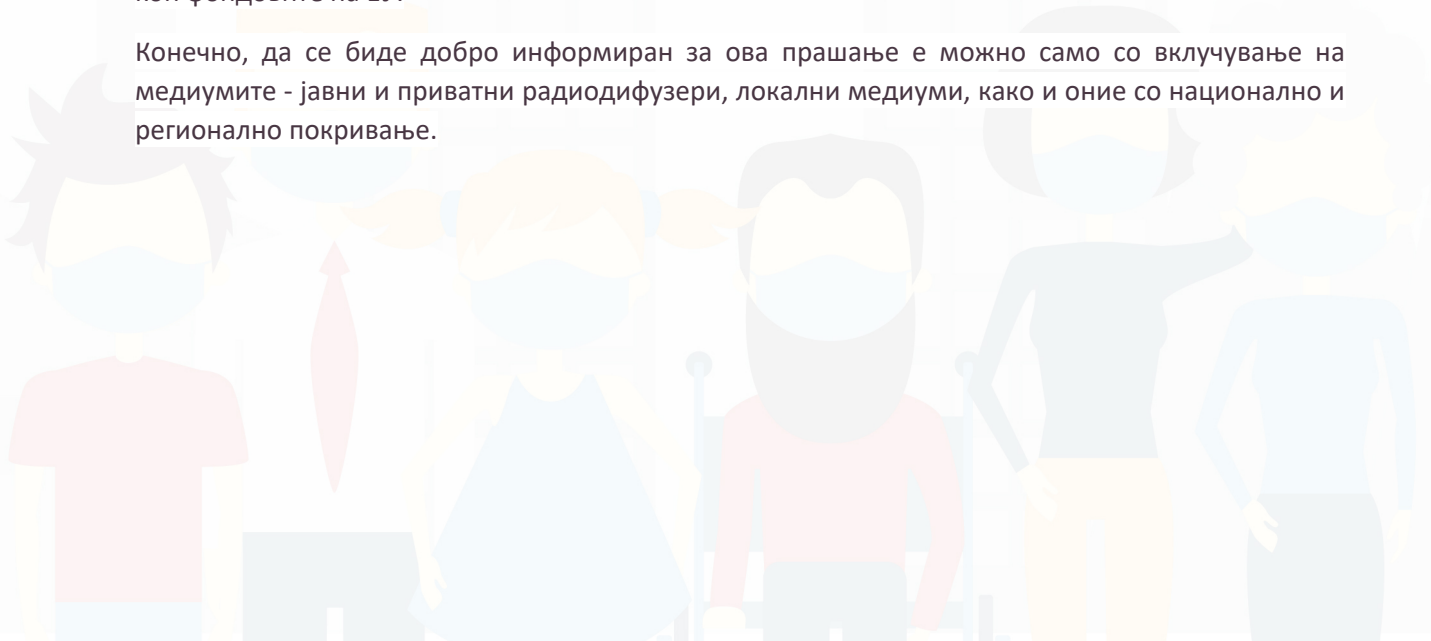 Конечно, да се биде добро информиран за ова прашање е можно само со вклучување на
медиумите - јавни и приватни радиодифузери, локални медиуми, како и оние со национално и
регионално покривање.